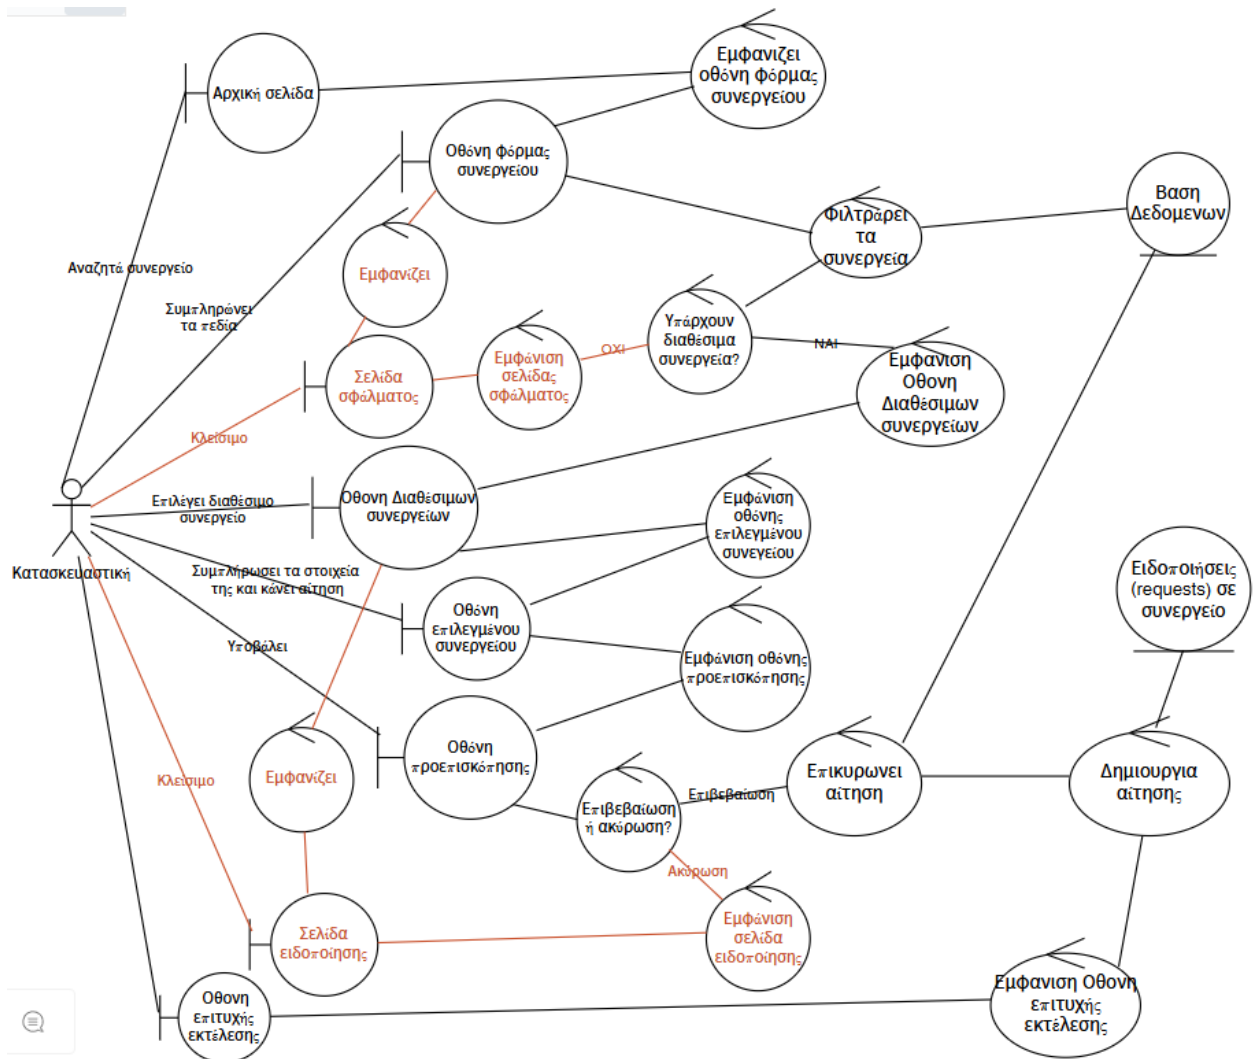 Εμφανιζει
οθόνη φόρμας
συνεργείου
Αρχική σελίδα
Οθόνη φόρμας
συνεργείου
Βαση
Δεδομενων
Φιλτράρει
τα
συνεργεία
Αναζητά συνεργείο
Εμφανίζει
Συμπληρώνει
τα πεδία
Υπάρχουν
διαθέσιμα
συνεργεία?
ΟΧΙ
ΝΑΙ
Εμφάνιση
σελίδας
σφάλματος
Εμφανιση
Οθονη
Διαθέσιμων
συνεργείων
Σελίδα
σφάλματος
Κλείσιμο
Επιλέγει διαθέσιμο
συνεργείο
Οθονη Διαθέσιμων
συνεργείων
Εμφάνιση
οθόνης
επιλεγμένου
συνεγείου
Κατασκευαστική
Συμπλήρωσει τα στοιχεία
της και κάνει αίτηση
Ειδοποιήσεις
(requests) σε
συνεργείο
Οθόνη
επιλεγμένου
συνεργείου
Υποβάλει
Εμφάνιση οθόνης
προεπισκόπησης
Οθόνη
προεπισκόπησης
Κλείσιμο
Εμφανίζει
Επιβεβαίωση
ή ακύρωση?
Επιβεβαίωση
Επικυρωνει
αίτηση
Δημιουργια
αίτησης
Ακύρωση
Σελίδα
ειδοποίησης
Εμφάνιση
σελίδα
ειδοποίησης
Οθονη
επιτυχής
εκτέλεσης
Εμφανιση Οθονη
επιτυχής
εκτέλεσης